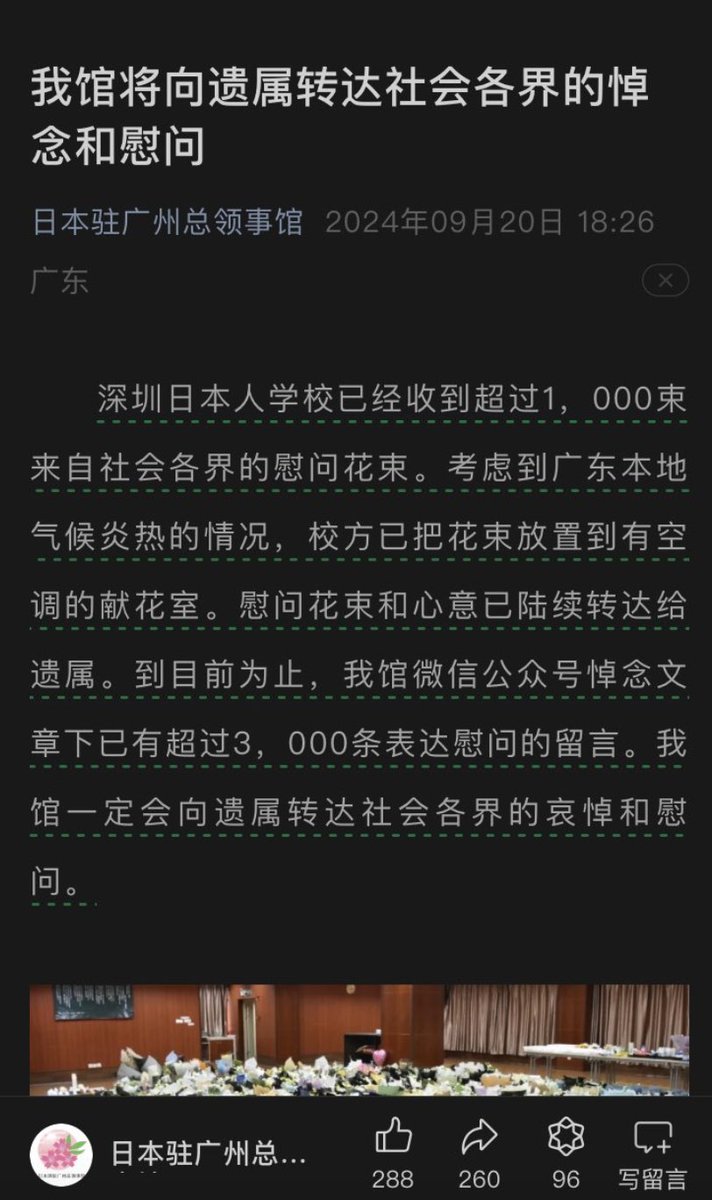 我馆将向遗属转达社会各界的悼
念和慰问
日本驻广州总领事馆 2024年09月20日 18:26
广东
深圳日本人学校已经收到超过1，000束
来自社会各界的慰问花束。考虑到广东本地
气候炎热的情况，校方已把花束放置到有空
调的献花室。慰问花束和心意已陆续转达给
遗属。到目前为止，我馆微信公众号悼念文
章下已有超过3，000条表达慰问的留言。我
馆一定会向遗属转达社会各界的哀悼和慰
问。
日本驻广州总...
288
260
96
写留言